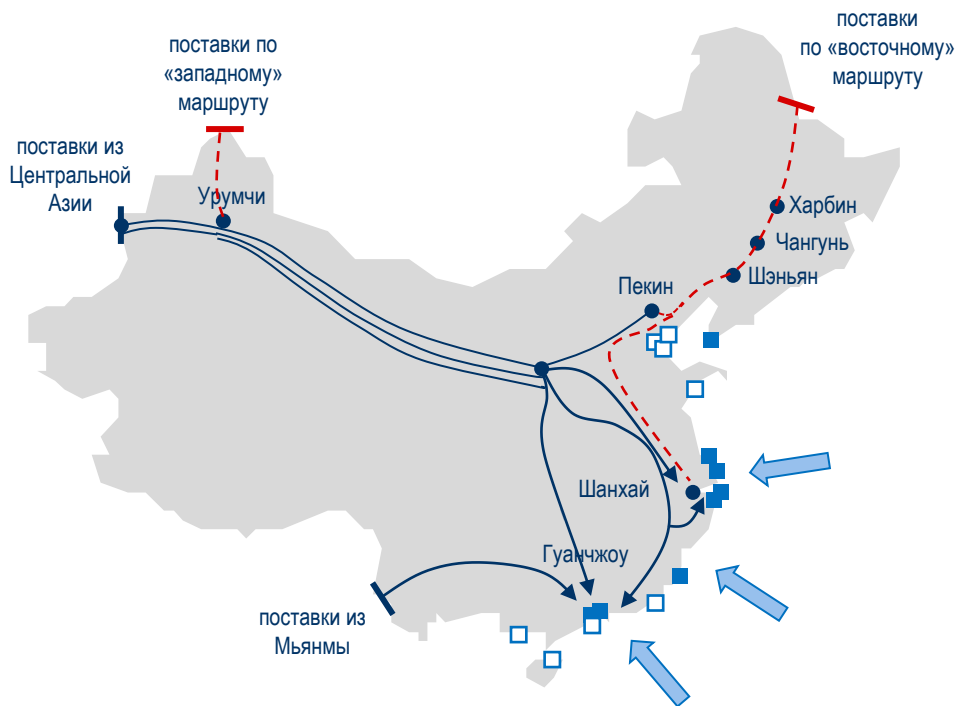 поставки
по «восточному»
маршруту
поставки по
«западному»
маршруту
поставки из
Центральной
Азии
Урумчи
Харбин
Чангунь
Шэньян
Пекин
Шанхай
Гуанчжоу
поставки из
Мьянмы